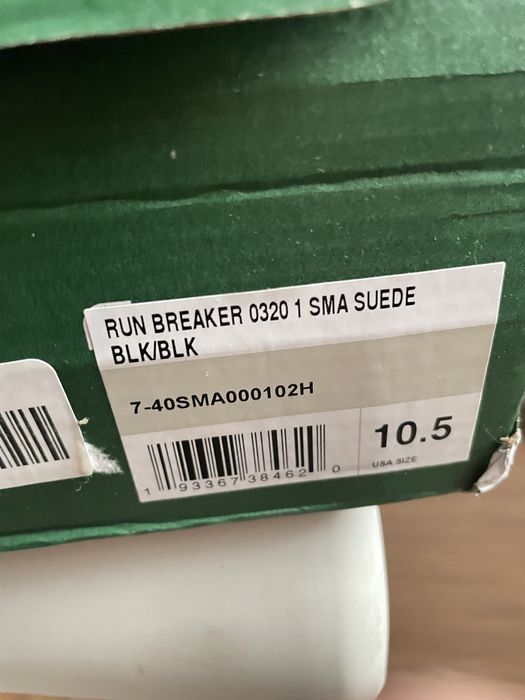 RUN BREAKER 0320 1 SMA SUEDE
BLK/BLK
7-40SMA000102H
1 93367 38462 0
10.5
USA SIZE